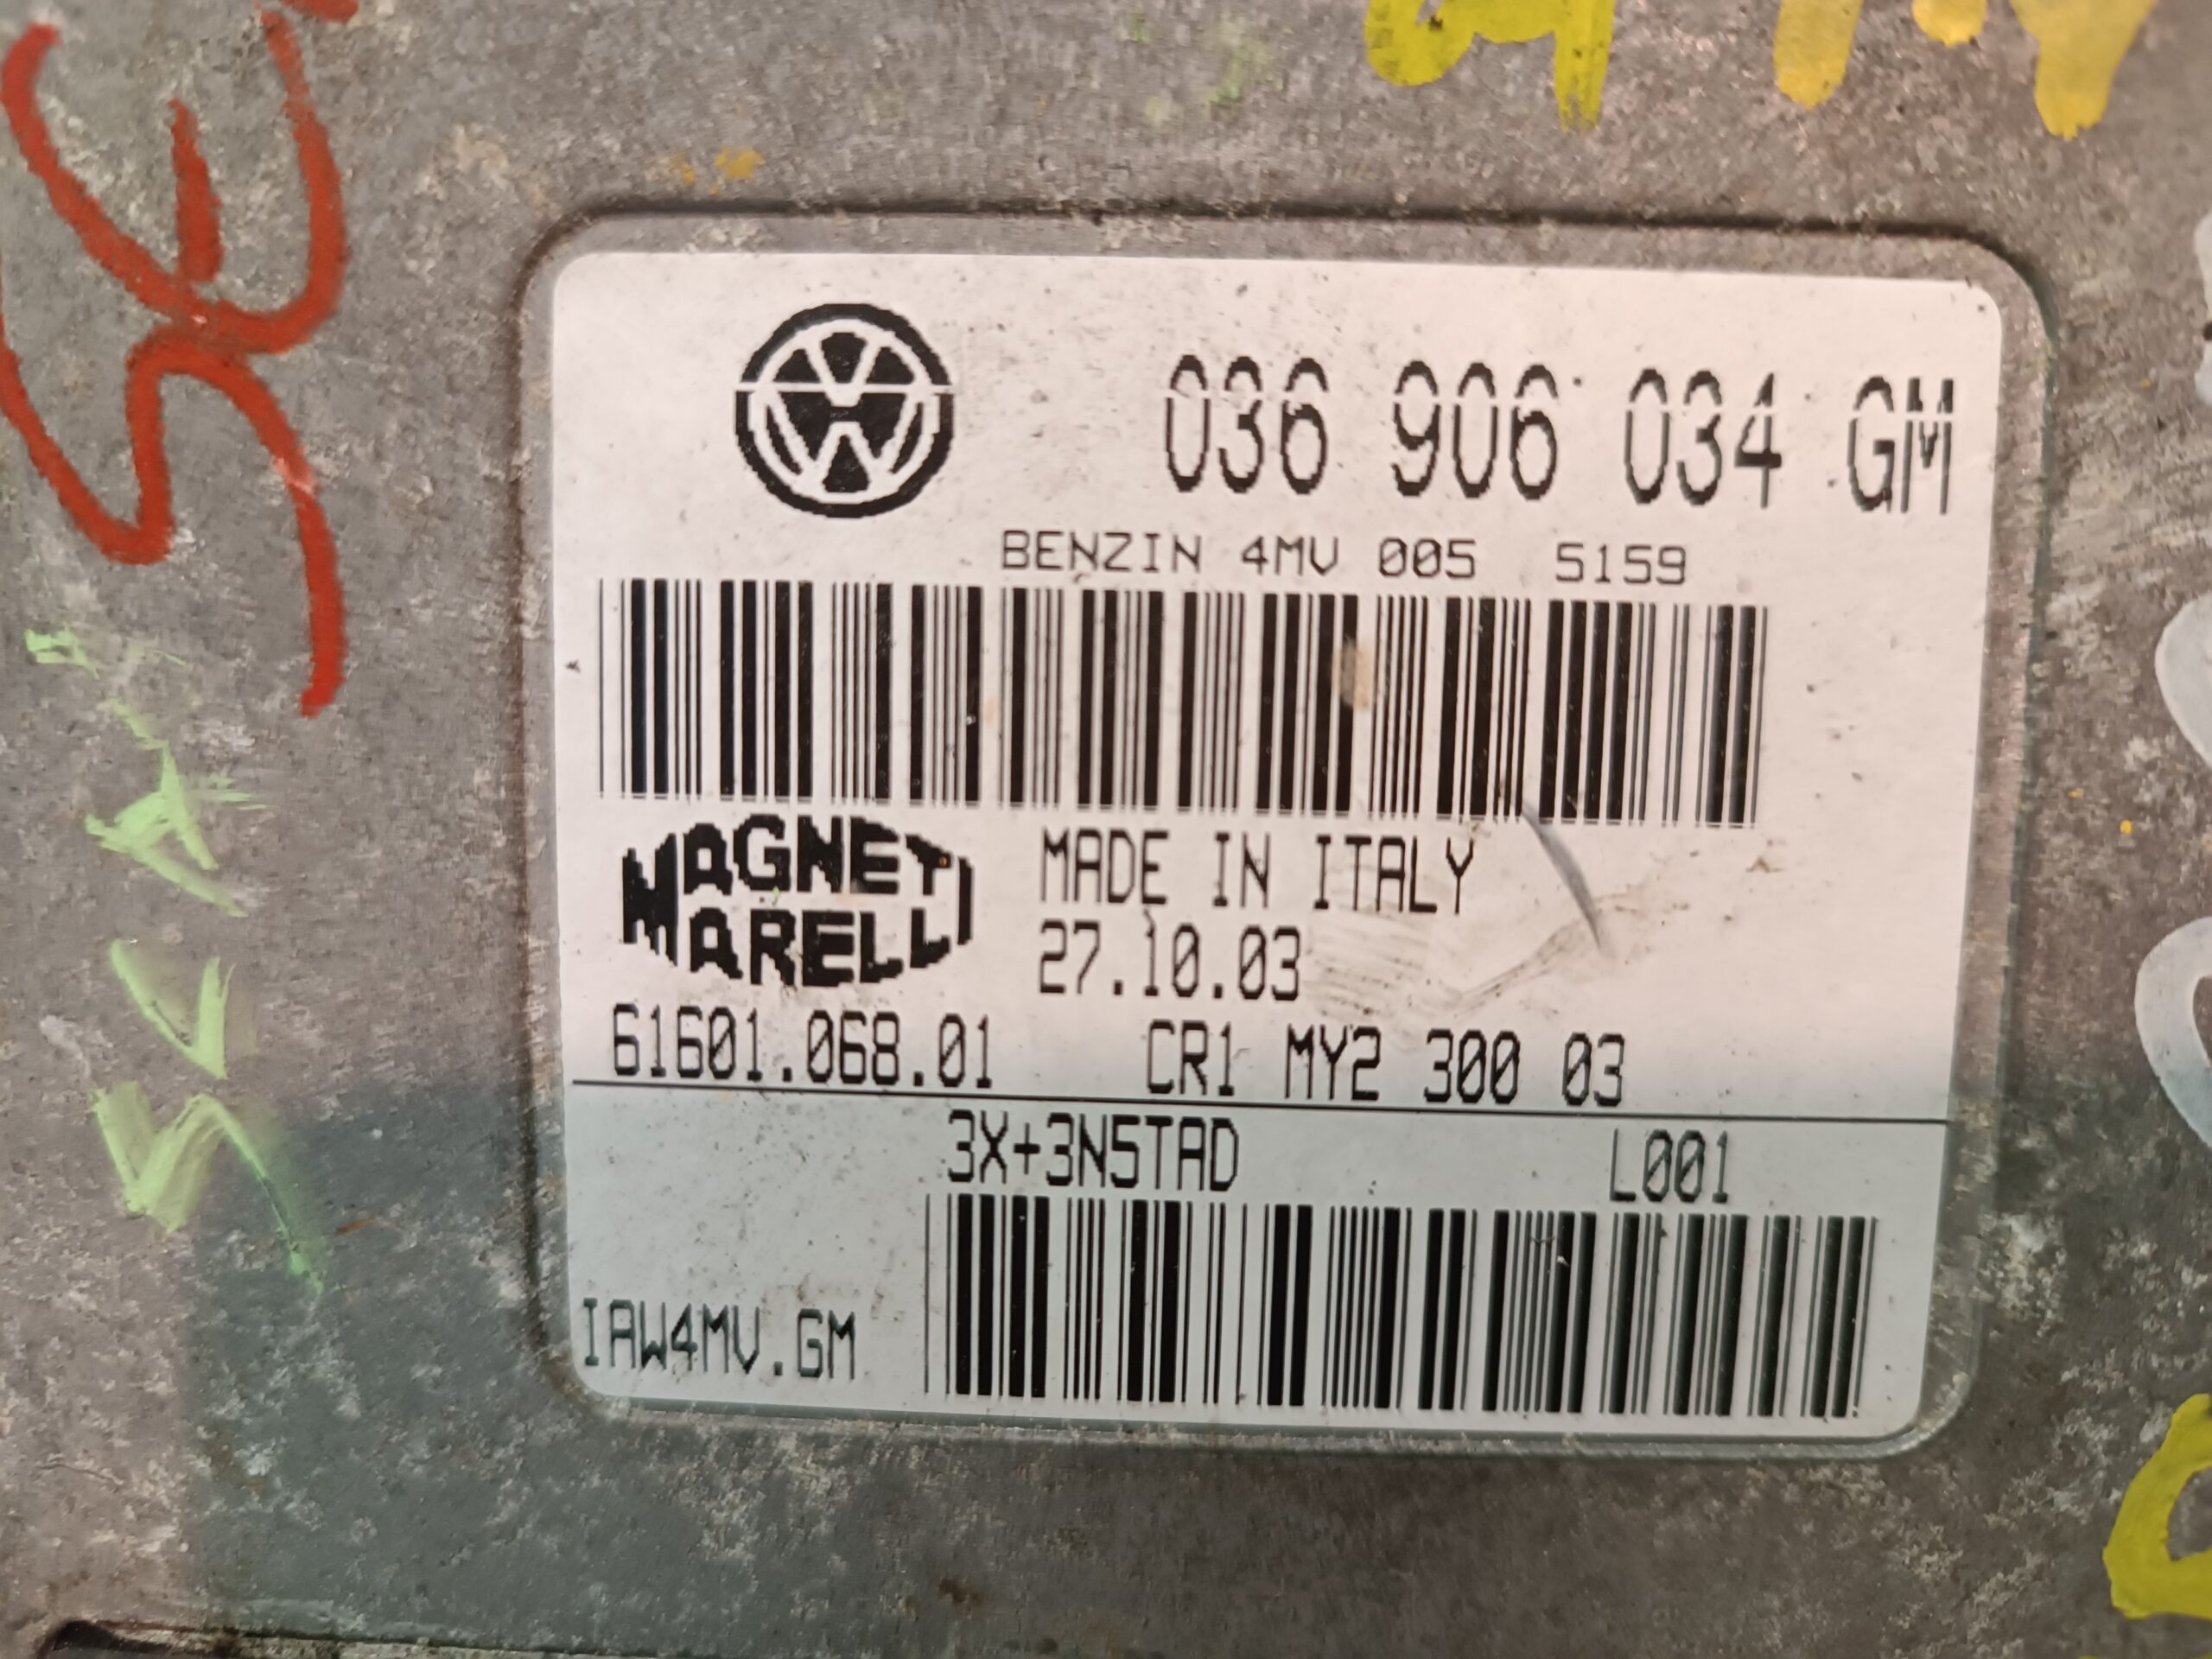 036 906 034 GM
BENZIN 4MV 005 5159
MAGNETI
MARELLI
MADE IN ITALY
27.10.03
61601.068.01 CR1 MY2 300 03
3X+3N5TAD L001
IAW4MV.GM